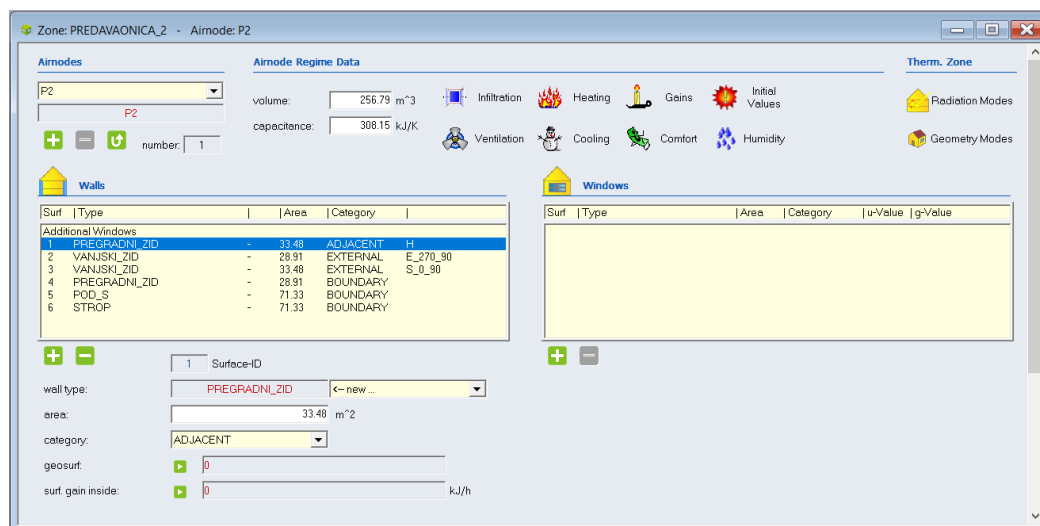 Zone: PREDAVAONICA_2 - Airnode: P2
Airnodes
Airnode Regime Data
Therm. Zone
P2
P2
number: 1
volume: 256.79 m^3
capacitance: 308.15 kJ/K
Infiltration Heating Gains Initial Values
Ventilation Cooling Comfort Humidity
Radiation Modes
Geometry Modes
Walls
Surf |Type | |Area |Category |
Additional Windows
1 PREGRADNI_ZID - 33.48 ADJACENT H
2 VANJSKI_ZID - 28.91 EXTERNAL E_270_90
3 VANJSKI_ZID - 33.48 EXTERNAL S_0_90
4 PREGRADNI_ZID - 28.91 BOUNDARY
5 POD_S - 71.33 BOUNDARY
6 STROP - 71.33 BOUNDARY
Windows
Surf |Type |Area |Category |u-Value |g-Value
1 Surface-ID
wall type: PREGRADNI_ZID <-- new ...
area: 33.48 m^2
category: ADJACENT
geosurf: 0
surf. gain inside: 0 kJ/h